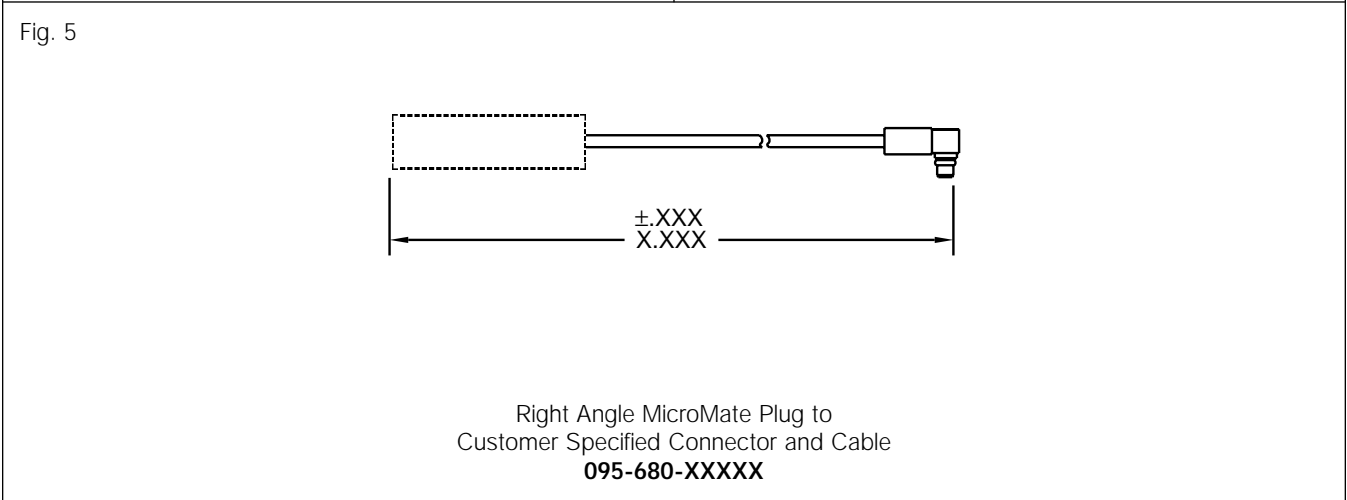 Fig. 5
±.XXX
X.XXX
Right Angle MicroMate Plug to
Customer Specified Connector and Cable
095-680-XXXXX